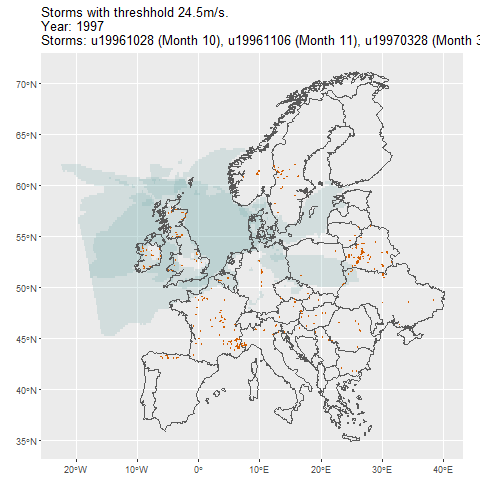 Storms with threshhold 24.5m/s.
Year: 1997
Storms: u19961028 (Month 10), u19961106 (Month 11), u19970328 (Month 3
70°N
65°N
60°N
55°N
50°N
45°N
40°N
35°N
20°W
10°W
0°
10°E
20°E
30°E
40°E